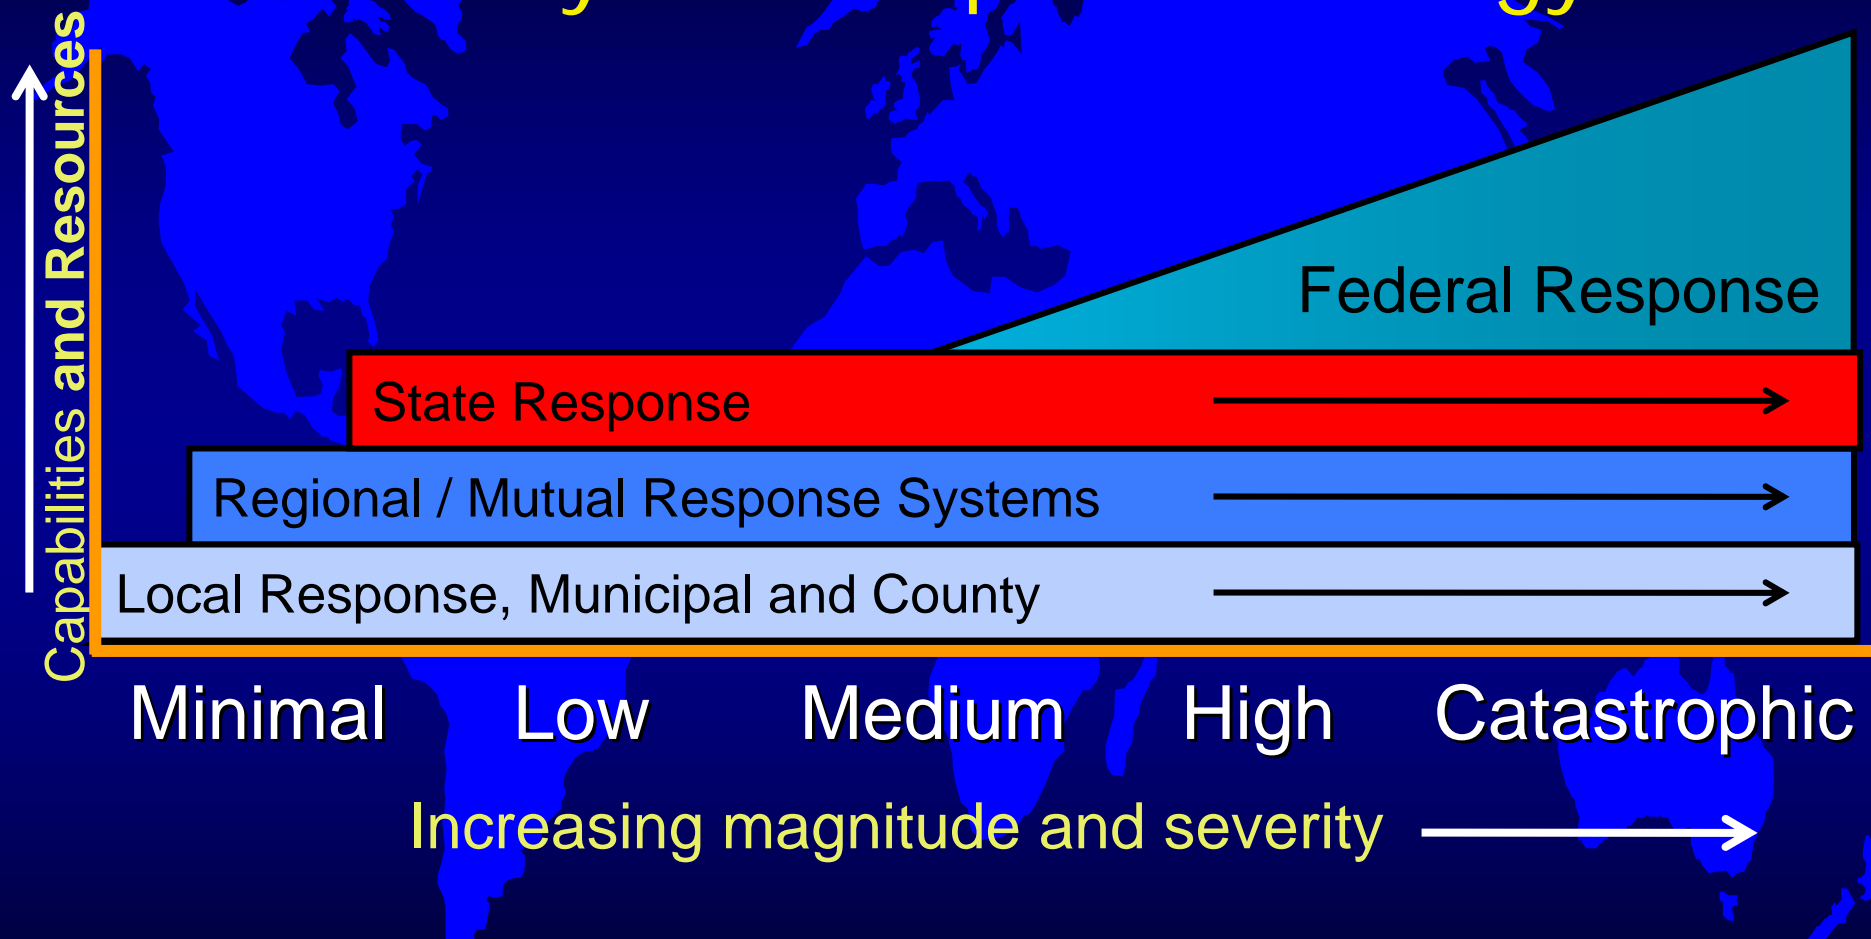 Capabilities and Resources
Federal Response
State Response
Regional / Mutual Response Systems
Local Response, Municipal and County
Minimal Low Medium High Catastrophic
Increasing magnitude and severity